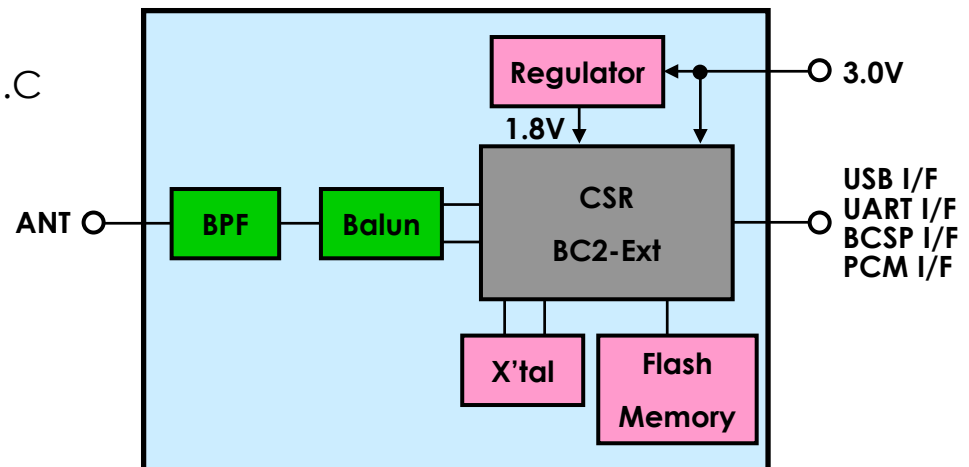 .C
Regulator
3.0V
1.8V
CSR
BC2-Ext
USB I/F
UART I/F
BCSP I/F
PCM I/F
ANT
BPF
Balun
X’tal
Flash
Memory